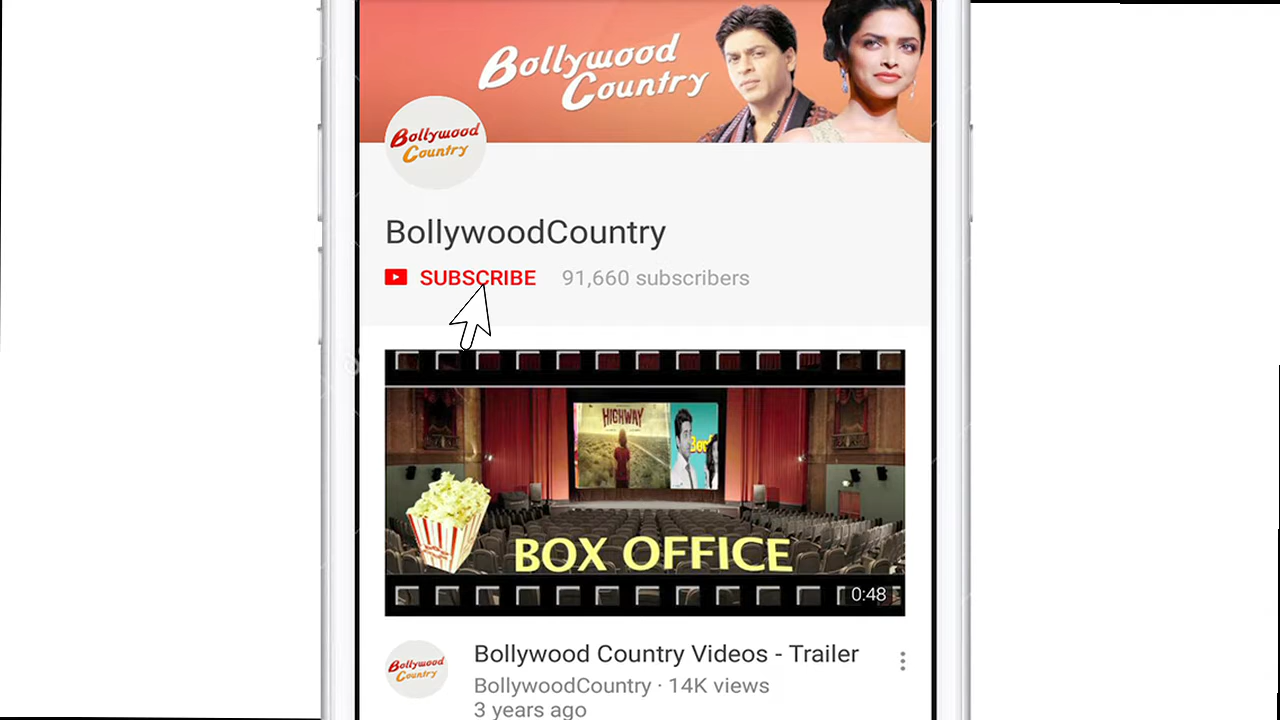 Bollywood
Country
Bollywood
Country
BollywoodCountry
SUBSCRIBE 91,660 subscribers
HIGHWAY
BOX OFFICE
0:48
Bollywood Country Videos - Trailer
Bollywood
Country
BollywoodCountry · 14K views
3 years ago